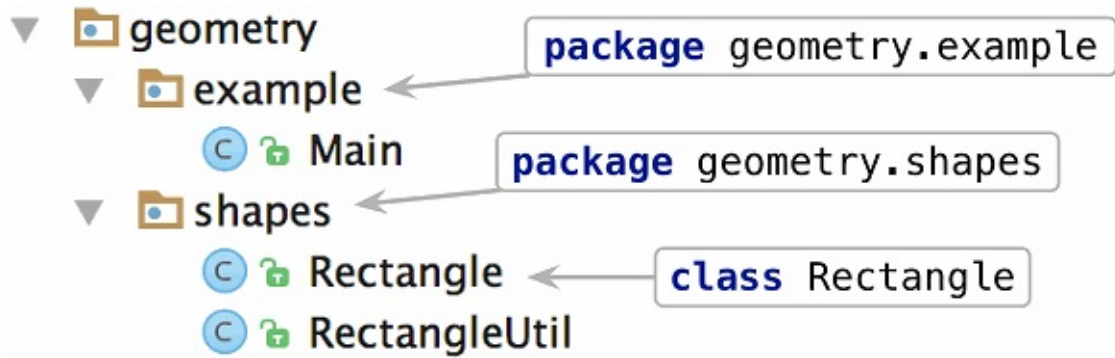 geometry
package geometry.example
example
C Main
package geometry.shapes
shapes
C Rectangle
class Rectangle
C RectangleUtil